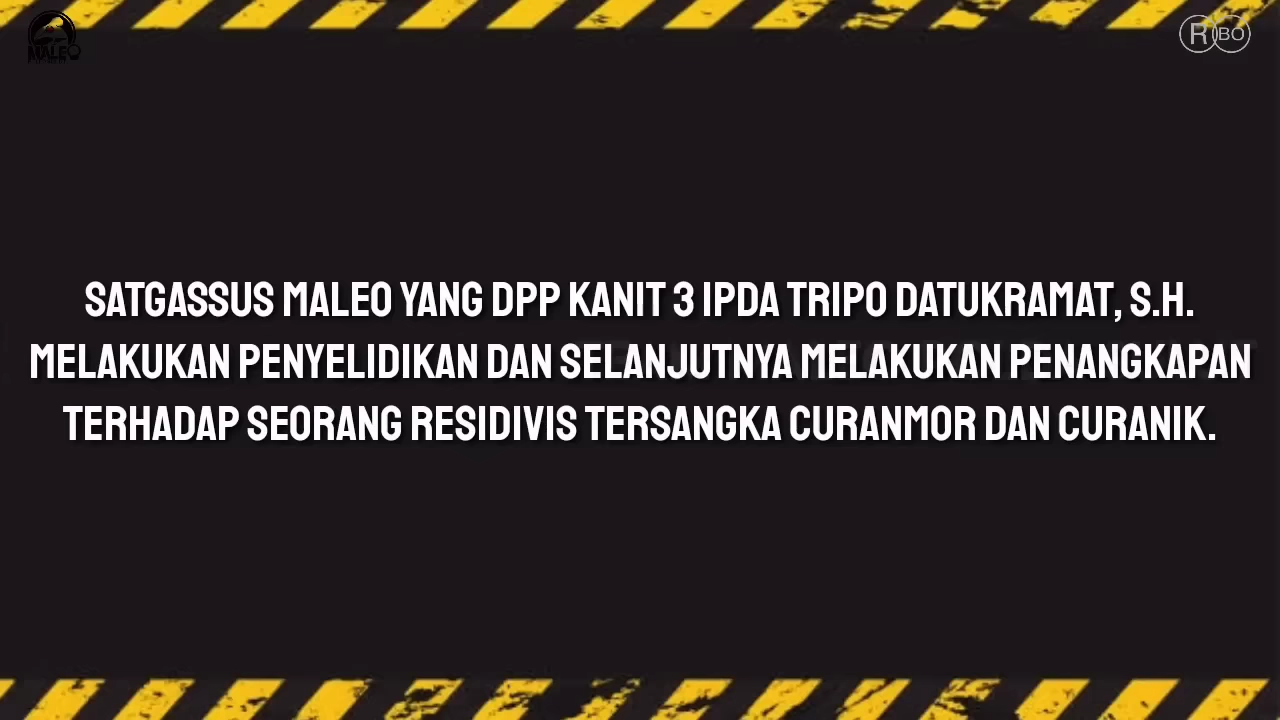 MALEO
R BO
SATGASSUS MALEO YANG DPP KANIT 3 IPDA TRIPO DATUKRAMAT, S.H.
MELAKUKAN PENYELIDIKAN DAN SELANJUTNYA MELAKUKAN PENANGKAPAN
TERHADAP SEORANG RESIDIVIS TERSANGKA CURANMOR DAN CURANIK.